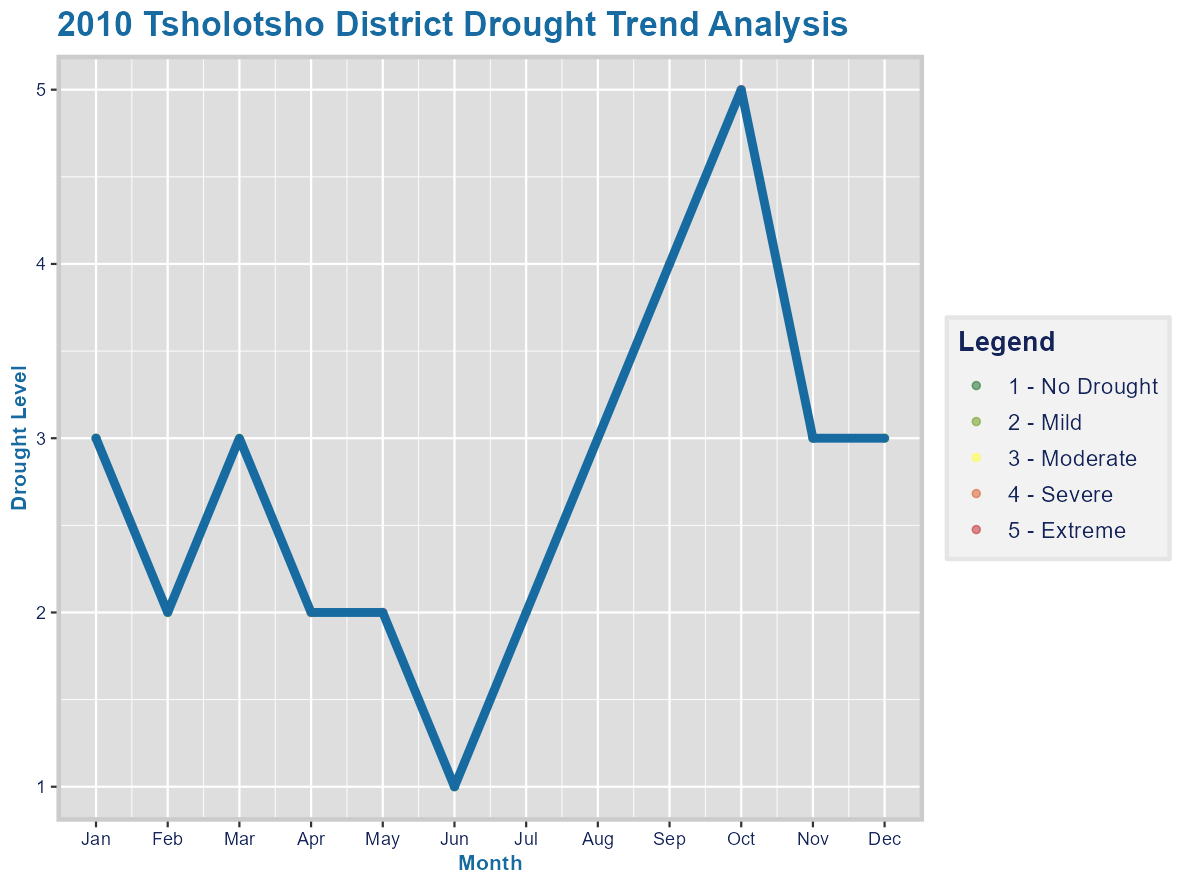 2010 Tsholotsho District Drought Trend Analysis
Drought Level
5
4
3
2
1
Jan Feb Mar Apr May Jun Jul Aug Sep Oct Nov Dec
Month
Legend
1 - No Drought
2 - Mild
3 - Moderate
4 - Severe
5 - Extreme